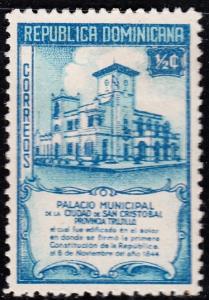 REPUBLICA DOMINICANA
½¢
CORREOS
PALACIO MUNICIPAL
DE LA CIUDAD DE SAN CRISTOBAL
PROVINCIA TRUJILLO
el cual fue edificado en el solar
en donde se firmó la primera
Constitución de la República,
el 6 de Noviembre del año 1844